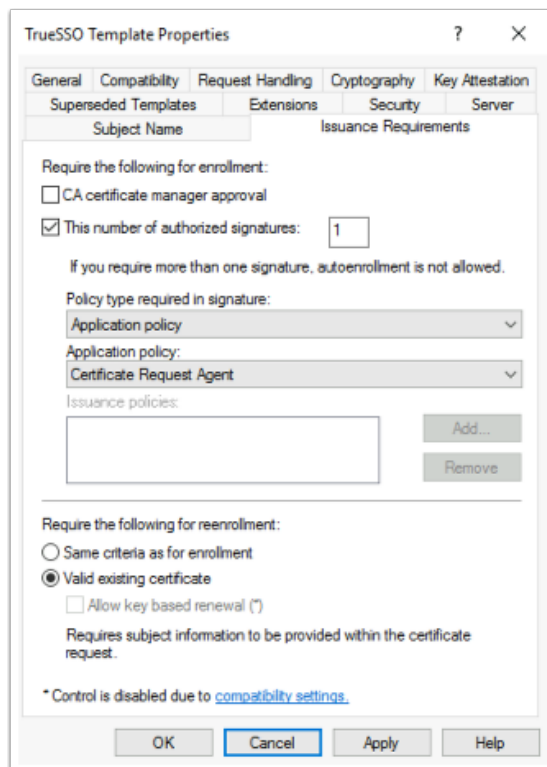 TrueSSO Template Properties ? ×
General Compatibility Request Handling Cryptography Key Attestation
Superseded Templates Extensions Security Server
Subject Name Issuance Requirements
Require the following for enrollment:
CA certificate manager approval
This number of authorized signatures: 1
If you require more than one signature, autoenrollment is not allowed.
Policy type required in signature:
Application policy
Application policy:
Certificate Request Agent
Issuance policies:
Add...
Remove
Require the following for reenrollment:
Same criteria as for enrollment
Valid existing certificate
Allow key based renewal (*)
Requires subject information to be provided within the certificate
request.
* Control is disabled due to compatibility settings.
OK Cancel Apply Help